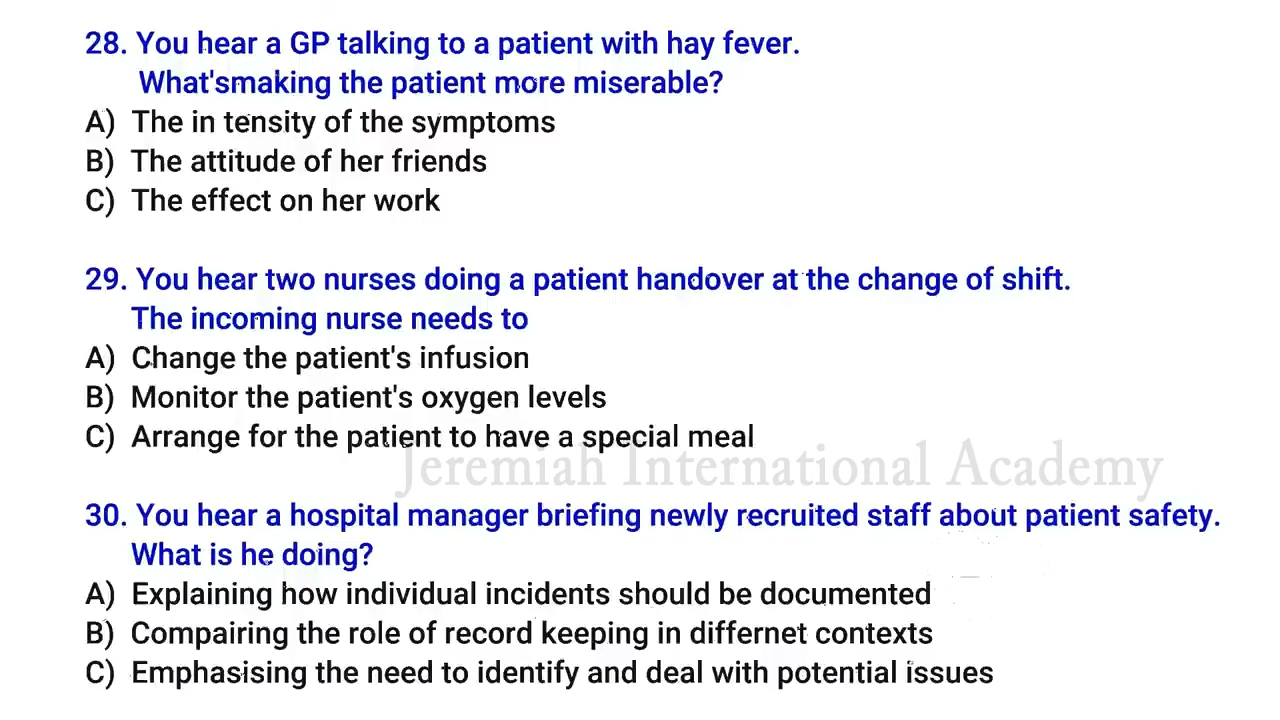 28. You hear a GP talking to a patient with hay fever.
What'smaking the patient more miserable?
A) The in tensity of the symptoms
B) The attitude of her friends
C) The effect on her work
29. You hear two nurses doing a patient handover at the change of shift.
The incoming nurse needs to
A) Change the patient's infusion
B) Monitor the patient's oxygen levels
C) Arrange for the patient to have a special meal
Jeremiah International Academy
30. You hear a hospital manager briefing newly recruited staff about patient safety.
What is he doing?
A) Explaining how individual incidents should be documented
B) Compairing the role of record keeping in differnet contexts
C) Emphasising the need to identify and deal with potential issues